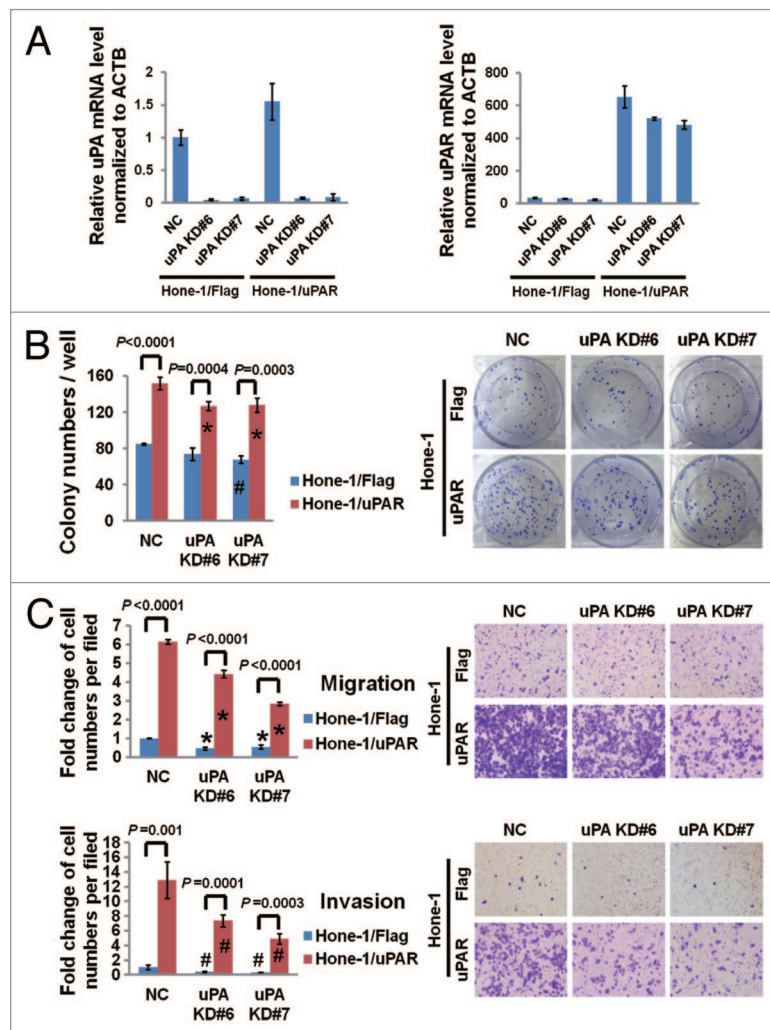 A
Relative uPA mRNA level
normalized to ACTB
2
1.5
1
0.5
0
NC
uPA KD#6
uPA KD#7
NC
uPA KD#6
uPA KD#7
Hone-1/Flag
Hone-1/uPAR
Relative uPAR mRNA level
normalized to ACTB
800
600
400
200
0
NC
uPA KD#6
uPA KD#7
NC
uPA KD#6
uPA KD#7
Hone-1/Flag
Hone-1/uPAR
B
Colony numbers / well
160
120
80
40
0
P<0.0001
P=0.0004
P=0.0003
*
*
#
NC
uPA
KD#6
uPA
KD#7
Hone-1/Flag
Hone-1/uPAR
NC
uPA KD#6
uPA KD#7
Hone-1
Flag
uPAR
C
Fold change of cell
numbers per filed
7
6
5
4
3
2
1
0
P <0.0001
P <0.0001
P <0.0001
*
*
*
*
NC
uPA
KD#6
uPA
KD#7
Migration
Hone-1/Flag
Hone-1/uPAR
NC
uPA KD#6
uPA KD#7
Hone-1
Flag
uPAR
Fold change of cell
numbers per filed
18
16
14
12
10
8
6
4
2
0
P =0.001
P =0.0001
P =0.0003
#
#
#
#
NC
uPA
KD#6
uPA
KD#7
Invasion
Hone-1/Flag
Hone-1/uPAR
NC
uPA KD#6
uPA KD#7
Hone-1
Flag
uPAR